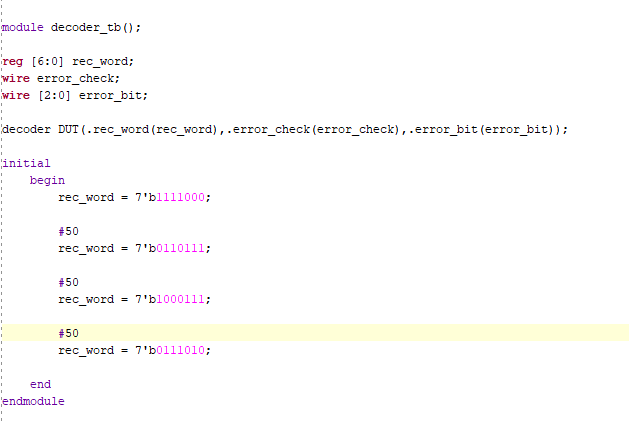 module decoder_tb();
reg [6:0] rec_word;
wire error_check;
wire [2:0] error_bit;
decoder DUT(.rec_word(rec_word),.error_check(error_check),.error_bit(error_bit));
initial
begin
rec_word = 7'b1111000;
#50
rec_word = 7'b0110111;
#50
rec_word = 7'b1000111;
#50
rec_word = 7'b0111010;
end
endmodule